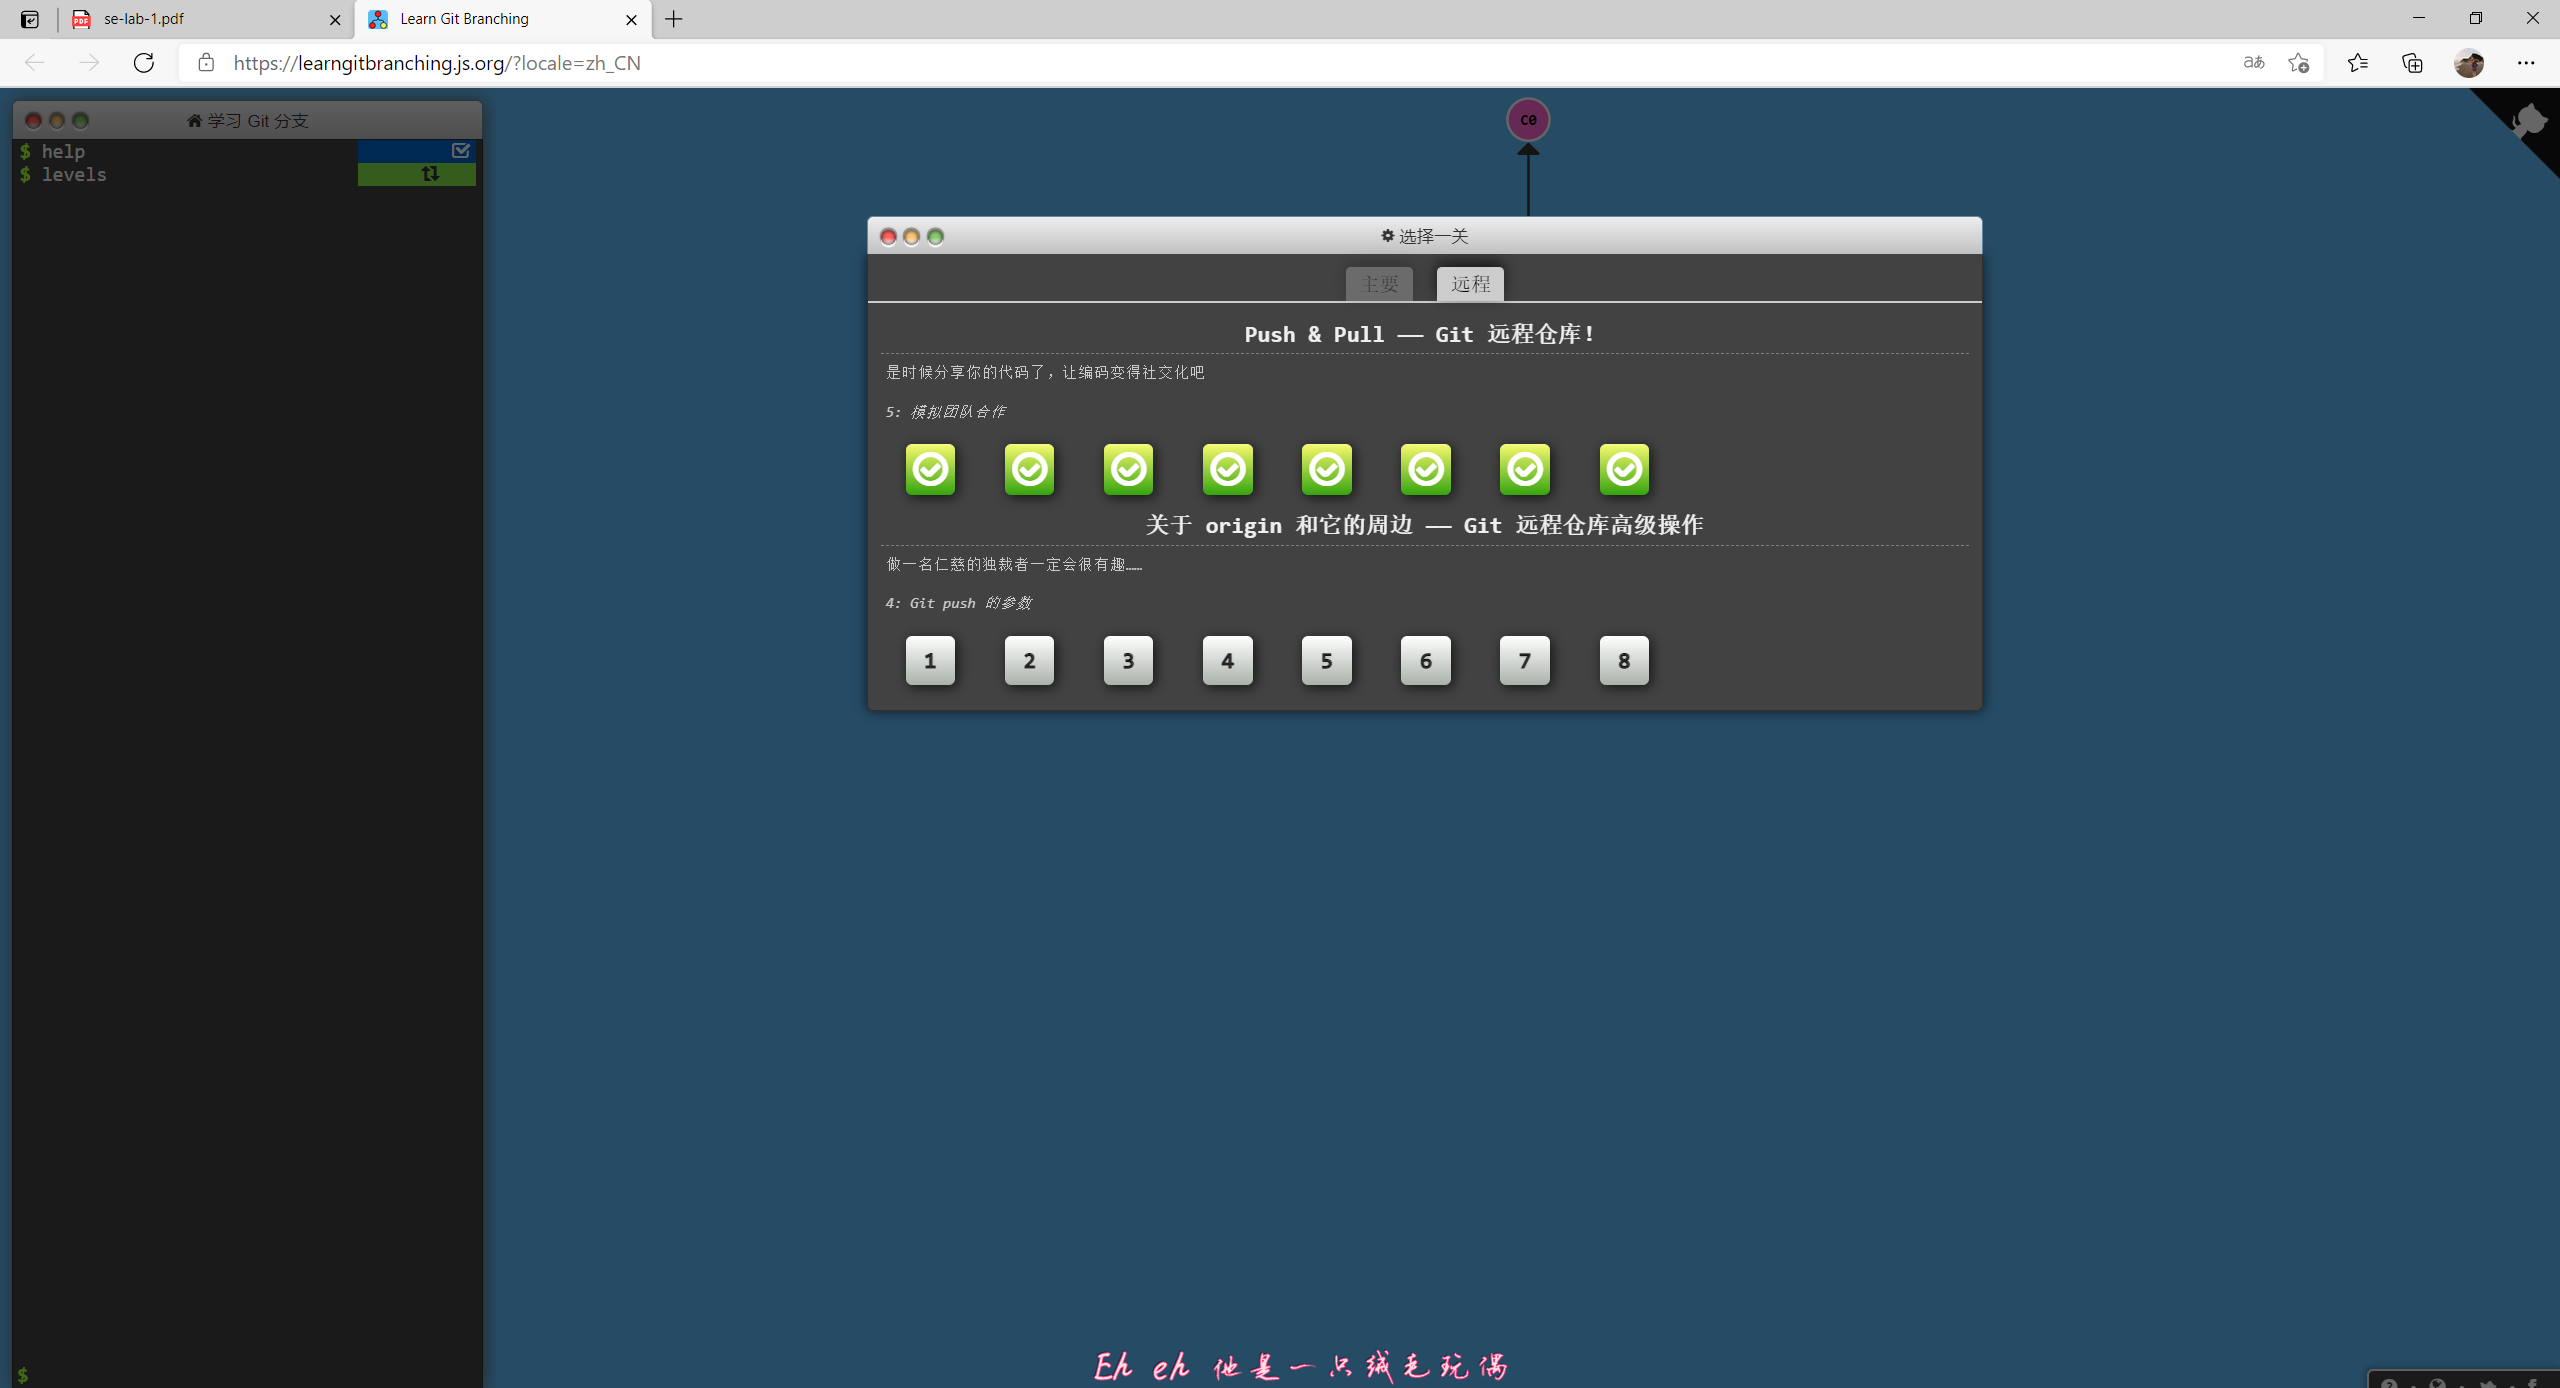 se-lab-1.pdf
Learn Git Branching
https://learngitbranching.js.org/?locale=zh_CN
aあ
学习 Git 分支
$ help
$ levels
C0
选择一关
主要 远程
Push & Pull —— Git 远程仓库！
是时候分享你的代码了，让编码变得社交化吧
5: 模拟团队合作
关于 origin 和它的周边 —— Git 远程仓库高级操作
做一名仁慈的独裁者一定会很有趣……
4: Git push 的参数
1 2 3 4 5 6 7 8
$
Eh eh 他是一只绒毛玩偶